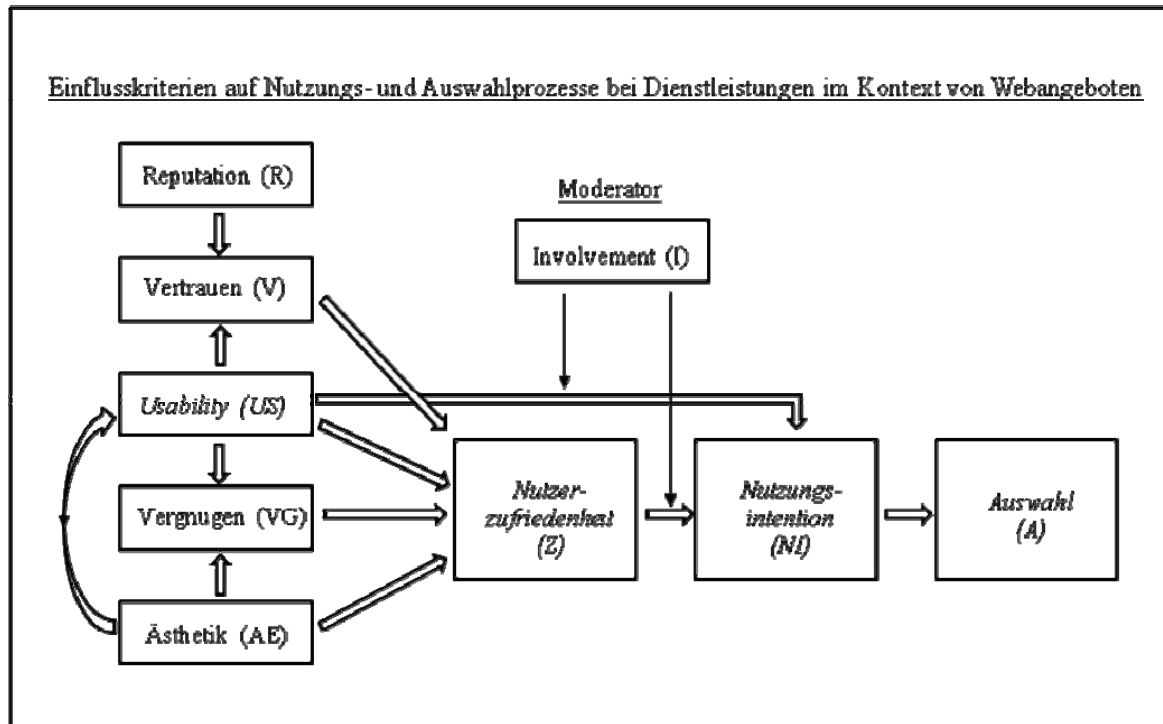 Einflusskriterien auf Nutzungs- und Auswahlprozesse bei Dienstleistungen im Kontext von Webangeboten
Reputation (R)
Moderator
Involvement (I)
Vertrauen (V)
Usability (US)
Vergnugen (VG)
Ästhetik (AE)
Nutzer-
zufriedenheit
(Z)
Nutzungs-
intention
(NI)
Auswahl
(A)